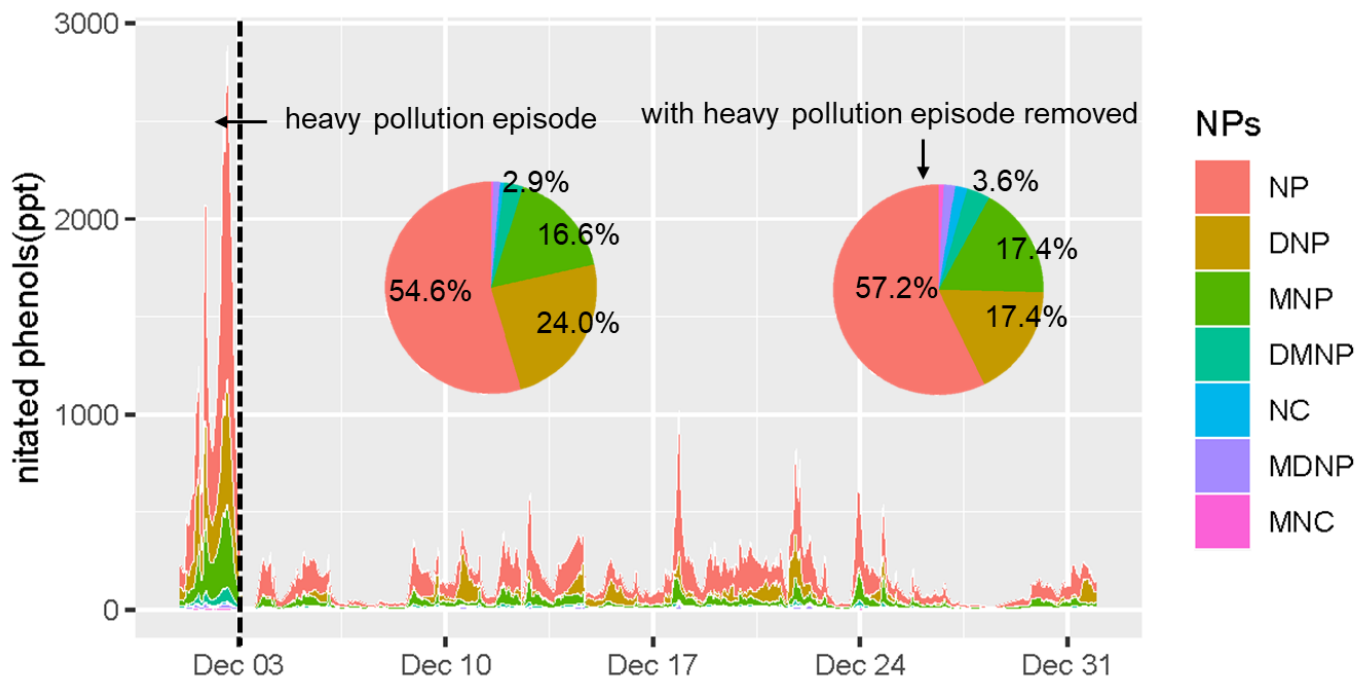 3000
2000
1000
0
nitated phenols(ppt)
heavy pollution episode
with heavy pollution episode removed
2.9%
16.6%
54.6%
24.0%
3.6%
17.4%
57.2%
17.4%
Dec 03
Dec 10
Dec 17
Dec 24
Dec 31
NPs
NP
DNP
MNP
DMNP
NC
MDNP
MNC